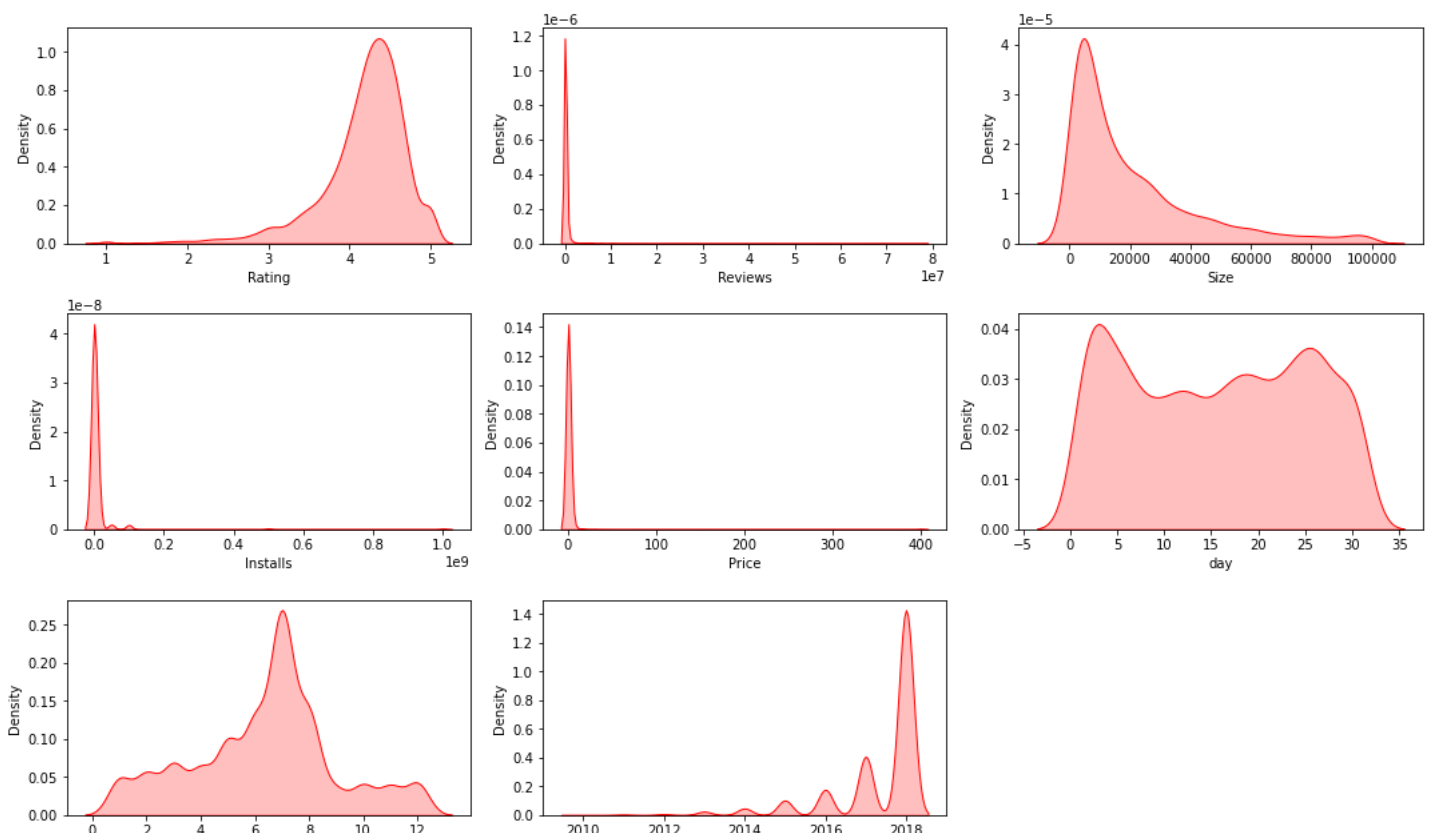 1e−6
1e−5
1.0
0.8
0.6
0.4
0.2
0.0
Density
1 2 3 4 5
Rating
1.2
1.0
0.8
0.6
0.4
0.2
0.0
Density
0 1 2 3 4 5 6 7 8
1e7
Reviews
4
3
2
1
0
Density
0 20000 40000 60000 80000 100000
Size
1e−8
4
3
2
1
0
Density
0.0 0.2 0.4 0.6 0.8 1.0
1e9
Installs
0.14
0.12
0.10
0.08
0.06
0.04
0.02
0.00
Density
0 100 200 300 400
Price
0.04
0.03
0.02
0.01
0.00
Density
−5 0 5 10 15 20 25 30 35
day
0.25
0.20
0.15
0.10
0.05
0.00
Density
0 2 4 6 8 10 12
1.4
1.2
1.0
0.8
0.6
0.4
0.2
0.0
Density
2010 2012 2014 2016 2018